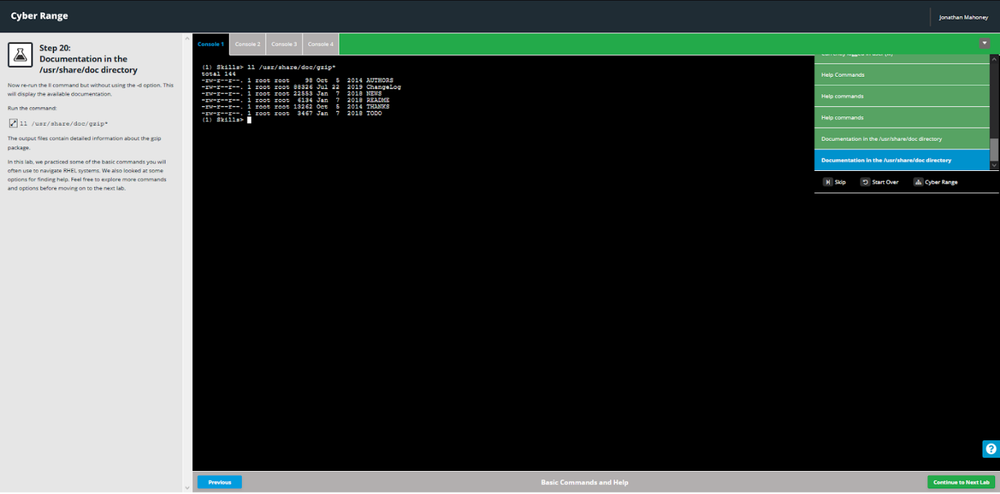 Cyber Range
Jonathan Mahoney
Step 20:
Documentation in the
/usr/share/doc directory
Now re-run the ll command but without using the -d option. This
will display the available documentation.
Run the command:
ll /usr/share/doc/gzip*
The output files contain detailed information about the gzip
package.
In this lab, we practiced some of the basic commands you will
often use to navigate RHEL systems. We also looked at some
options for finding help. Feel free to explore more commands
and options before moving on to the next lab.
Console 1
Console 2
Console 3
Console 4
(1) Skills> ll /usr/share/doc/gzip*
total 144
-rw-r--r--. 1 root root    98 Oct  5  2014 AUTHORS
-rw-r--r--. 1 root root 88326 Jul 22  2019 ChangeLog
-rw-r--r--. 1 root root 22553 Jan  7  2018 NEWS
-rw-r--r--. 1 root root  6134 Jan  7  2018 README
-rw-r--r--. 1 root root 13262 Oct  5  2014 THANKS
-rw-r--r--. 1 root root  3467 Jan  7  2018 TODO
(1) Skills>
Currently logged in user (w)
Help Commands
Help commands
Help commands
Documentation in the /usr/share/doc directory
Documentation in the /usr/share/doc directory
Skip
Start Over
Cyber Range
?
Previous
Basic Commands and Help
Continue to Next Lab